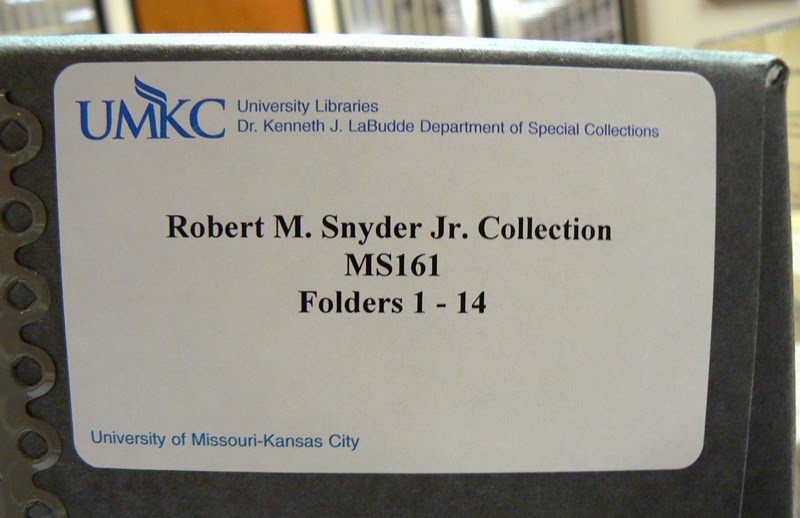 UMKC
University Libraries
Dr. Kenneth J. LaBudde Department of Special Collections
Robert M. Snyder Jr. Collection
MS161
Folders 1 - 14
University of Missouri-Kansas City